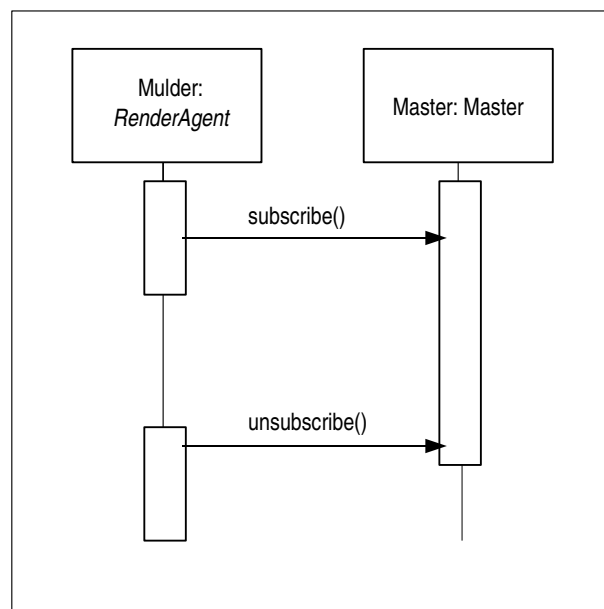 Mulder:
RenderAgent
Master: Master
subscribe()
unsubscribe()